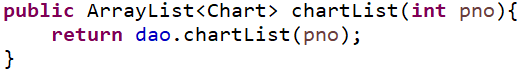 public ArrayList<Chart> chartList(int pno){
    return dao.chartList(pno);
}